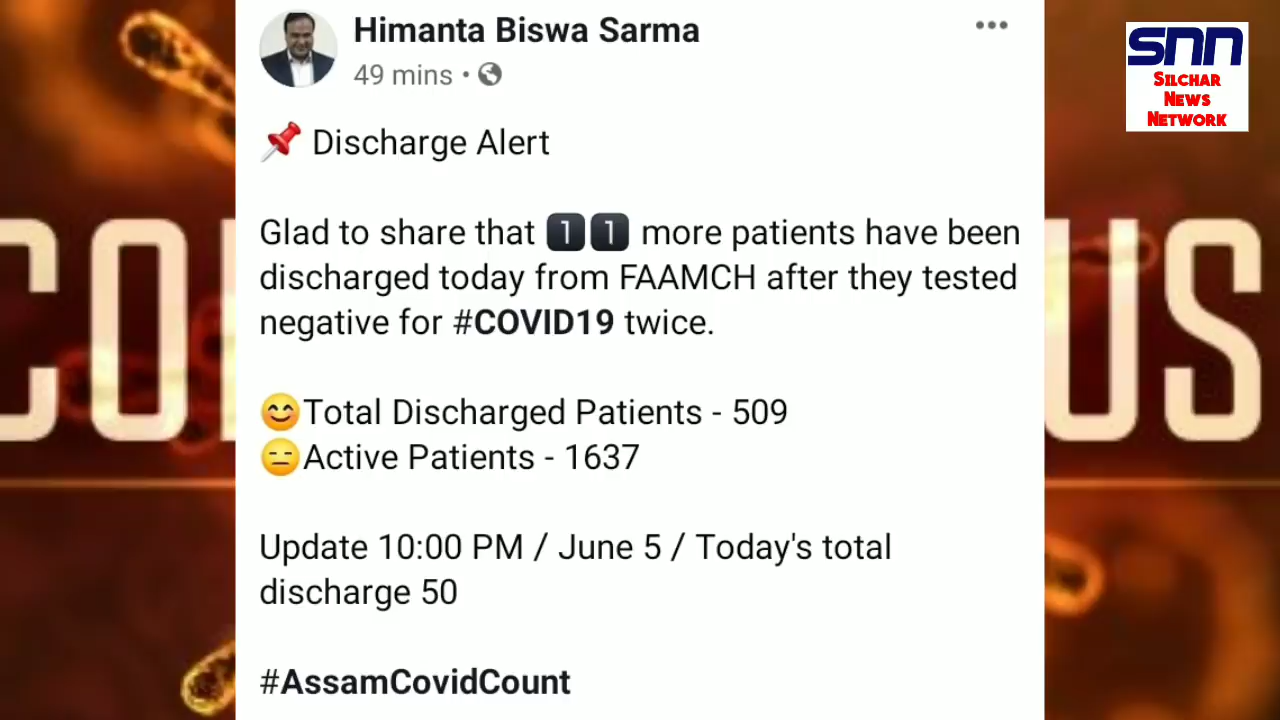 Himanta Biswa Sarma
49 mins •
📌 Discharge Alert
Glad to share that 1️⃣1️⃣ more patients have been
discharged today from FAAMCH after they tested
negative for #COVID19 twice.
😊Total Discharged Patients - 509
😑Active Patients - 1637
Update 10:00 PM / June 5 / Today's total
discharge 50
#AssamCovidCount
snn
SILCHAR
NEWS
NETWORK
CO
US